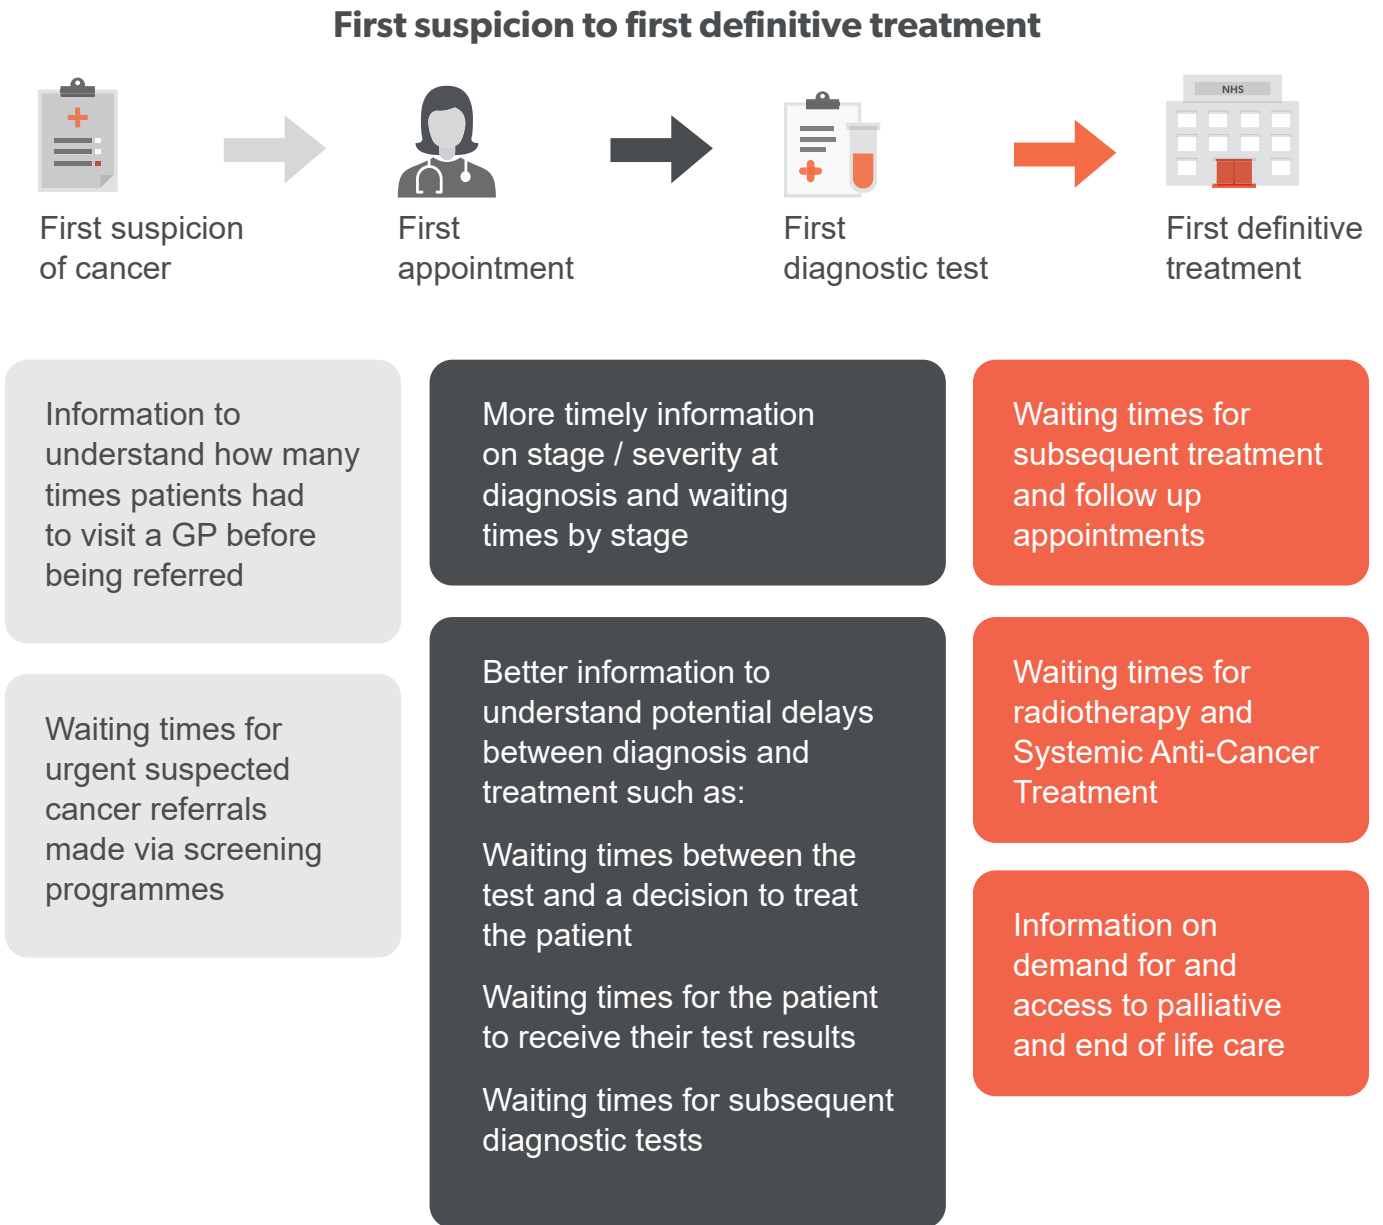 First suspicion to first definitive treatment
NHS
First suspicion
of cancer
First
appointment
First
diagnostic test
First definitive
treatment
Information to
understand how many
times patients had
to visit a GP before
being referred
Waiting times for
urgent suspected
cancer referrals
made via screening
programmes
More timely information
on stage / severity at
diagnosis and waiting
times by stage
Better information to
understand potential delays
between diagnosis and
treatment such as:
Waiting times between the
test and a decision to treat
the patient
Waiting times for the patient
to receive their test results
Waiting times for subsequent
diagnostic tests
Waiting times for
subsequent treatment
and follow up
appointments
Waiting times for
radiotherapy and
Systemic Anti-Cancer
Treatment
Information on
demand for and
access to palliative
and end of life care